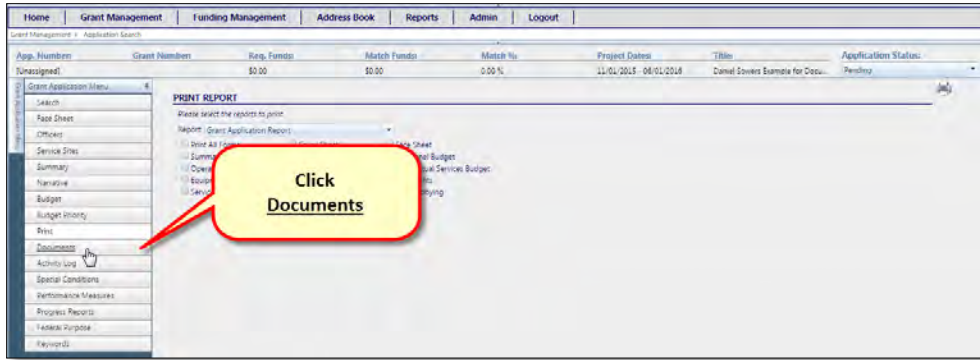 Home Grant Management Funding Management Address Book Reports Admin Logout
Grant Management > Application Search
App. Number: Grant Number: Req. Funds: Match Funds: Match %: Project Dates: Title: Application Status:
[Unassigned] $0.00 $0.00 0.00 % 11/01/2015 - 06/01/2016 Daniel Sowers Example for Docu... Pending
Grant Application Menu
Search
Face Sheet
Officers
Service Sites
Summary
Narrative
Budget
Budget Priority
Print
Documents
Activity Log
Special Conditions
Performance Measures
Progress Reports
Federal Purpose
Keywords
PRINT REPORT
Please select the reports to print
Report Grant Application Report
Print All Face Sheet
Budget
Services Budget
Click
Documents